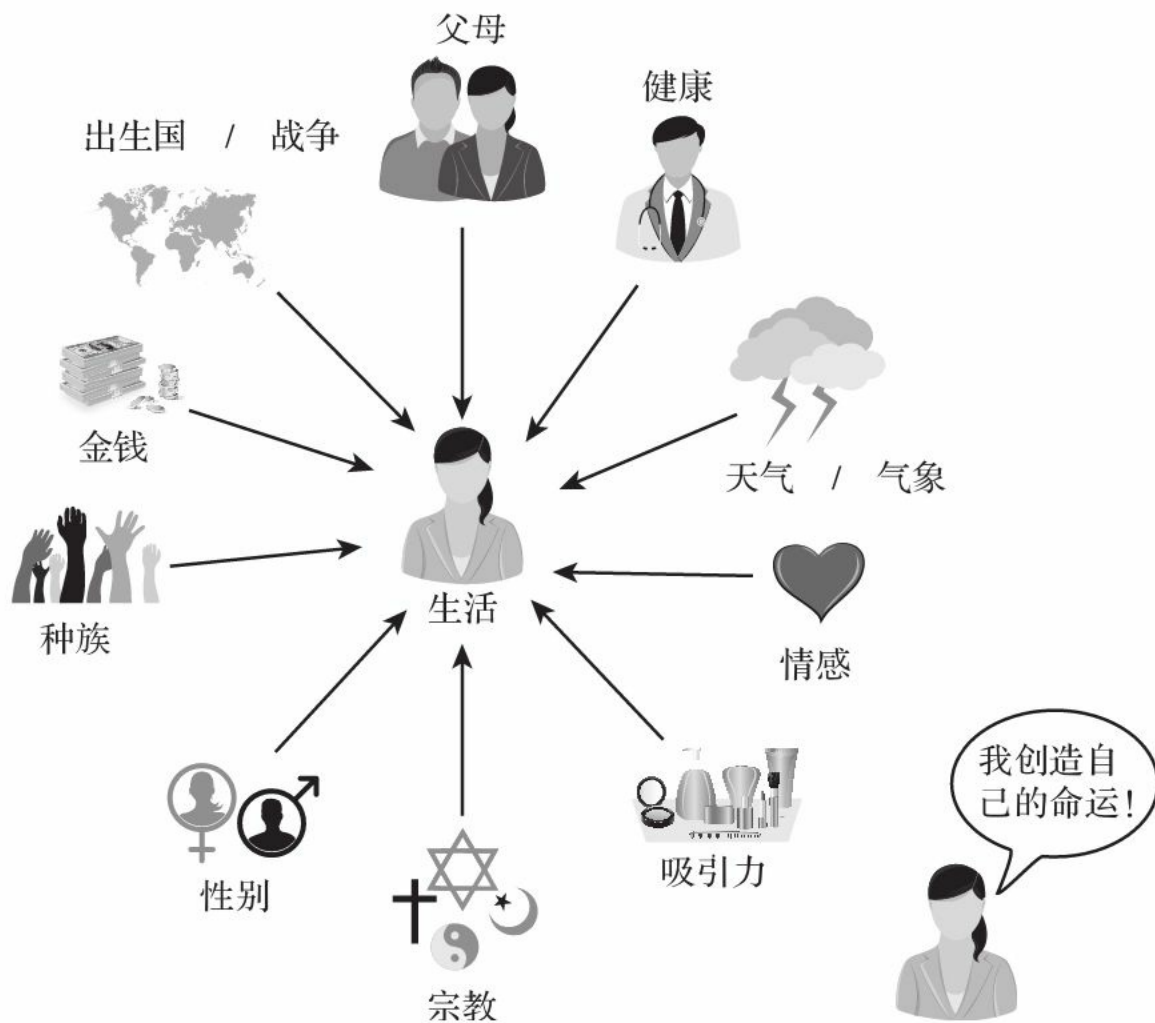 父母
健康
出生国 / 战争
金钱
天气 / 气象
种族
生活
情感
我创造自
己的命运!
吸引力
性别
宗教